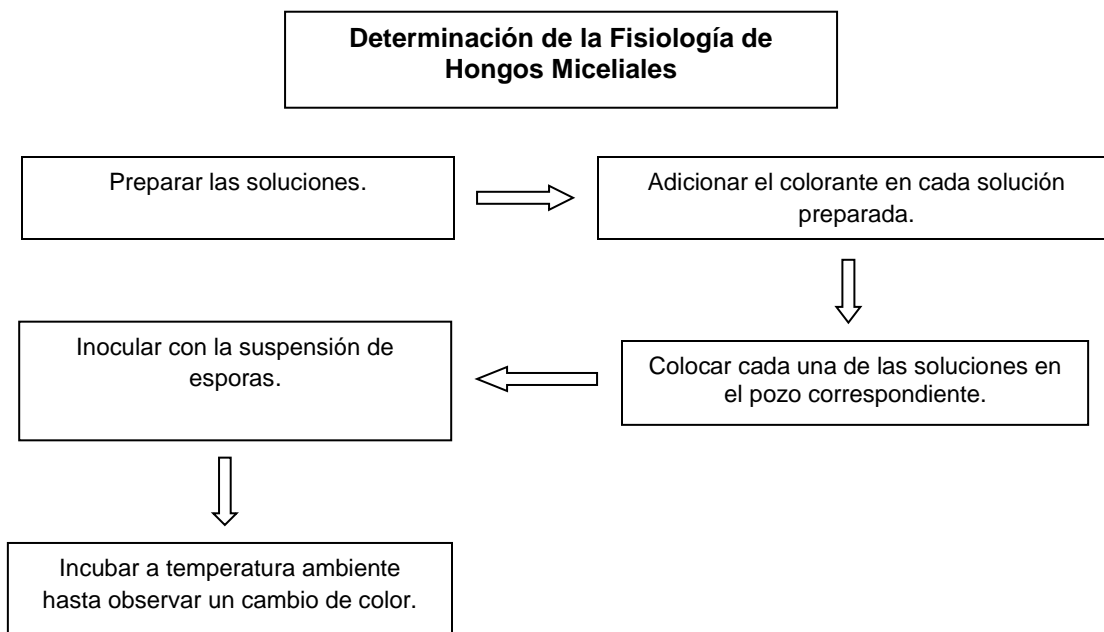 Determinación de la Fisiología de
Hongos Miceliales
Preparar las soluciones.
Adicionar el colorante en cada solución
preparada.
Colocar cada una de las soluciones en
el pozo correspondiente.
Inocular con la suspensión de
esporas.
Incubar a temperatura ambiente
hasta observar un cambio de color.